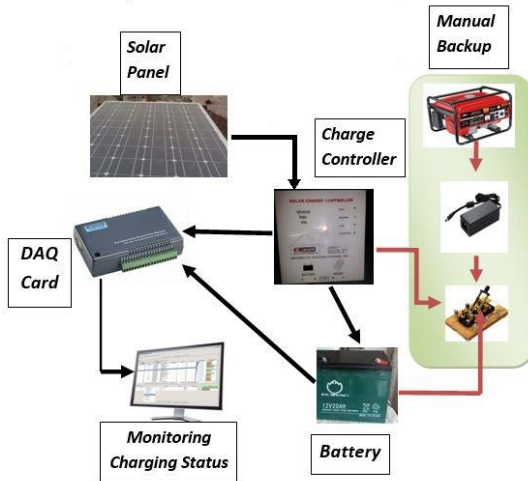 Solar
Panel
Manual
Backup
Charge
Controller
SOLAR CHARGE CONTROLLER
DAQ
Card
12V20AH
Monitoring
Charging Status
Battery